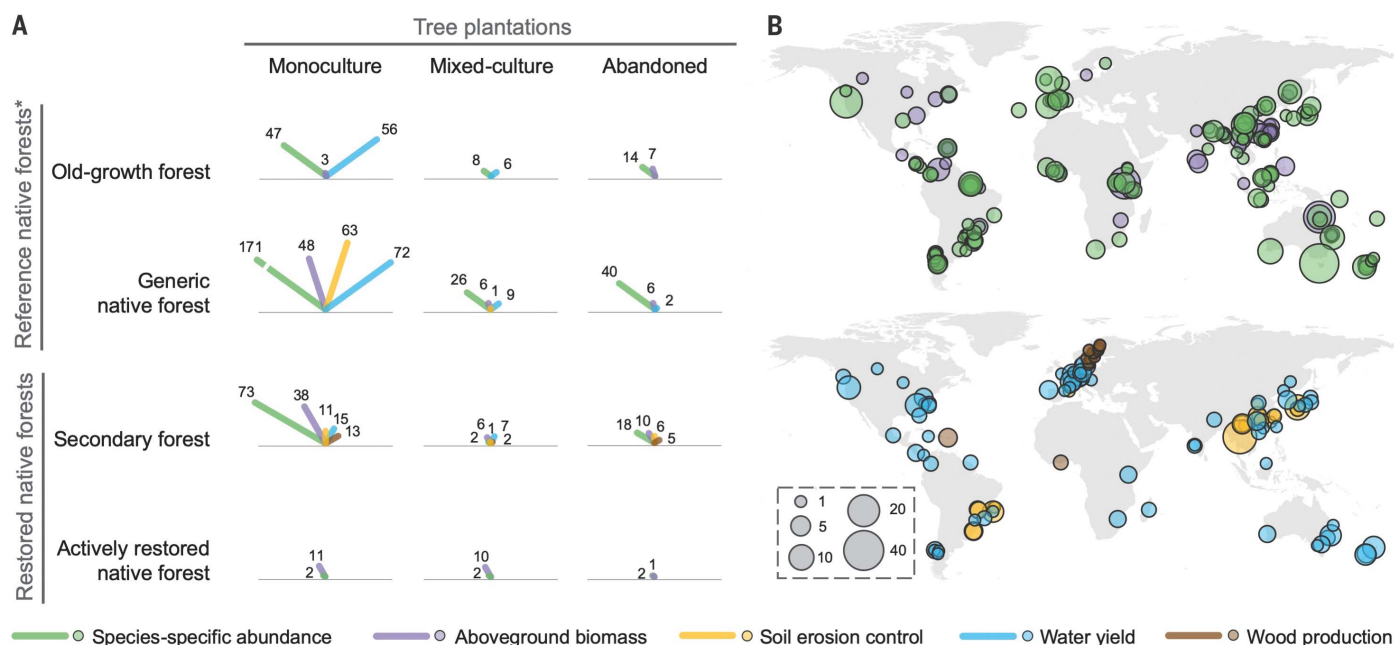 A
Tree plantations
Monoculture
Mixed-culture
Abandoned
Reference native forests*
Old-growth forest
47
3
56
8
6
14
7
Generic
native forest
171
48
63
72
26
6
1
9
40
6
2
Restored native forests
Secondary forest
73
38
11
15
13
2
6
1
7
2
18
10
6
5
Actively restored
native forest
2
11
2
10
2
1
B
1
5
10
20
40
Species-specific abundance
Aboveground biomass
Soil erosion control
Water yield
Wood production